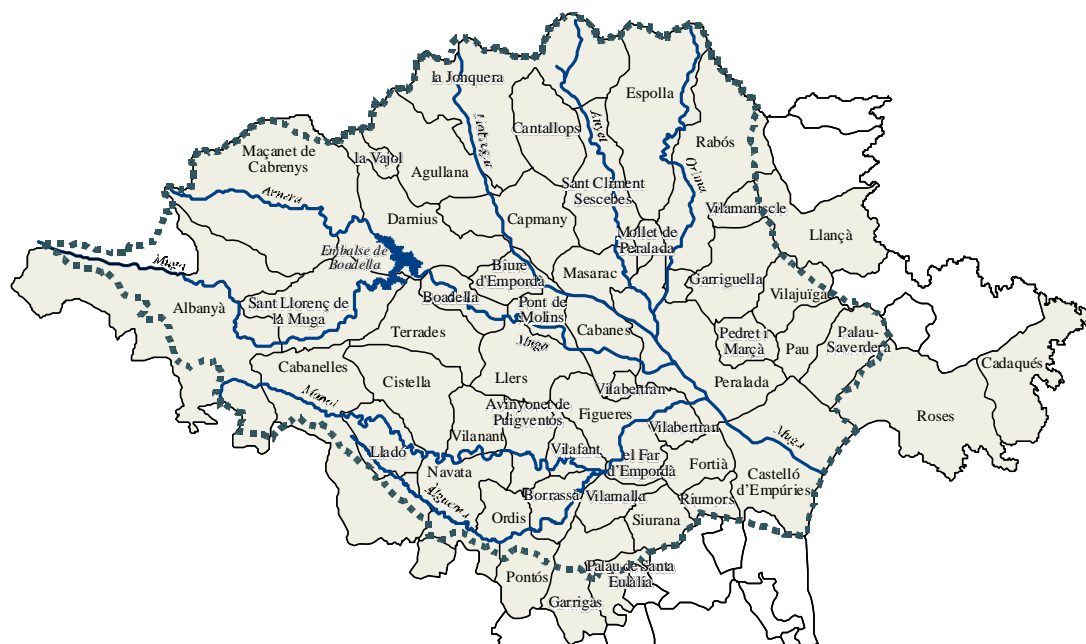 la Jonquera
Espolla
Cantallops
Llobregat
Anyet
Maçanet de
Cabrenys
la Vajol
Agullana
Rabós
Orlina
Sant Climent
Sescebes
Arnera
Darnius
Capmany
Vilamaniscle
Mollet de
Peralada
Llançà
Embalse de
Boadella
Muga
Biure
d'Empordà
Masarac
Garriguella
Vilajuïga
Albanyà
Sant Llorenç de
la Muga
Boadella
Pont de
Molins
Cabanes
Terrades
Muga
Pedret i
Marçà
Pau
Palau-
Saverdera
Cadaqués
Cabanelles
Cistella
Llers
Vilabertran
Peralada
Manol
Avinyonet de
Puigventós
Figueres
Roses
Vilanant
Vilabertran
Muga
Lladó
Vilafant
el Far
d'Empordà
Fortià
Castelló
d'Empúries
Navata
Àlguema
Borrassà
Vilamalla
Riumors
Ordis
Siurana
Pontós
Palau de Santa
Eulàlia
Garrigàs